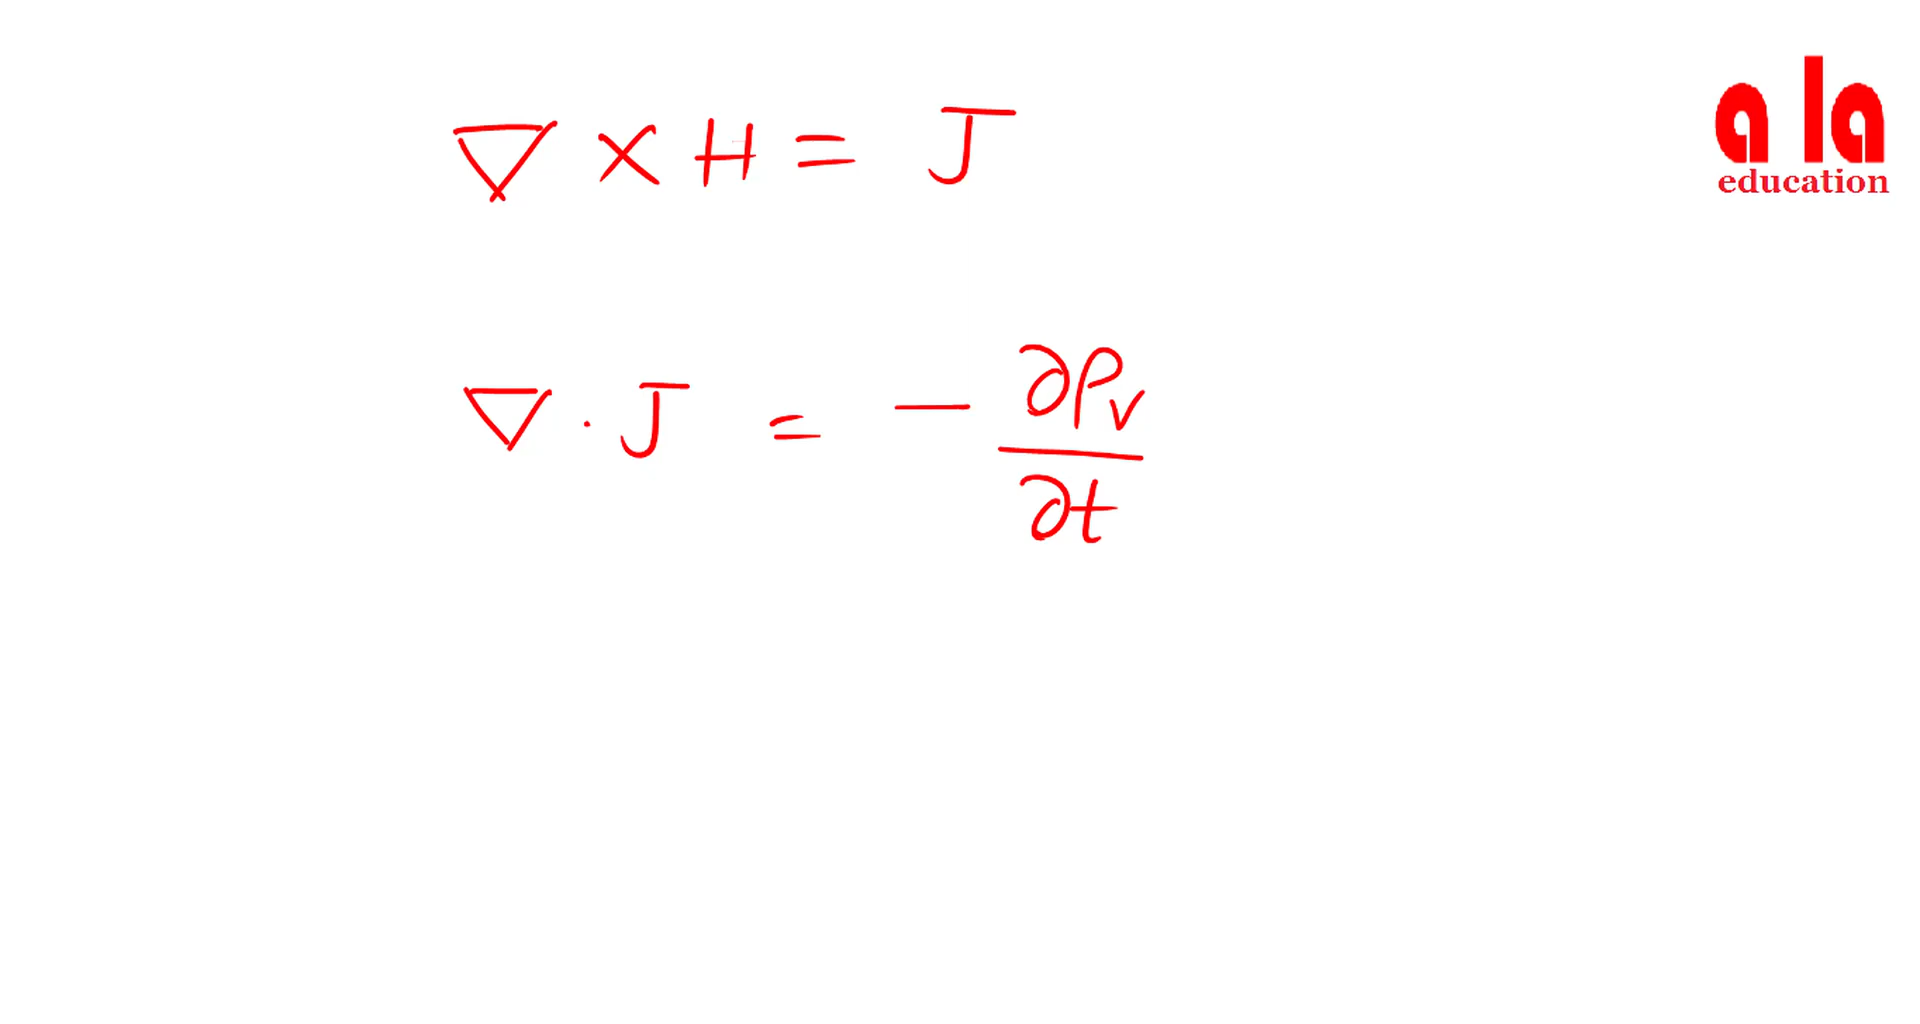 ∇ × H = J
a la
education
∇ · J = − ∂ρv / ∂t